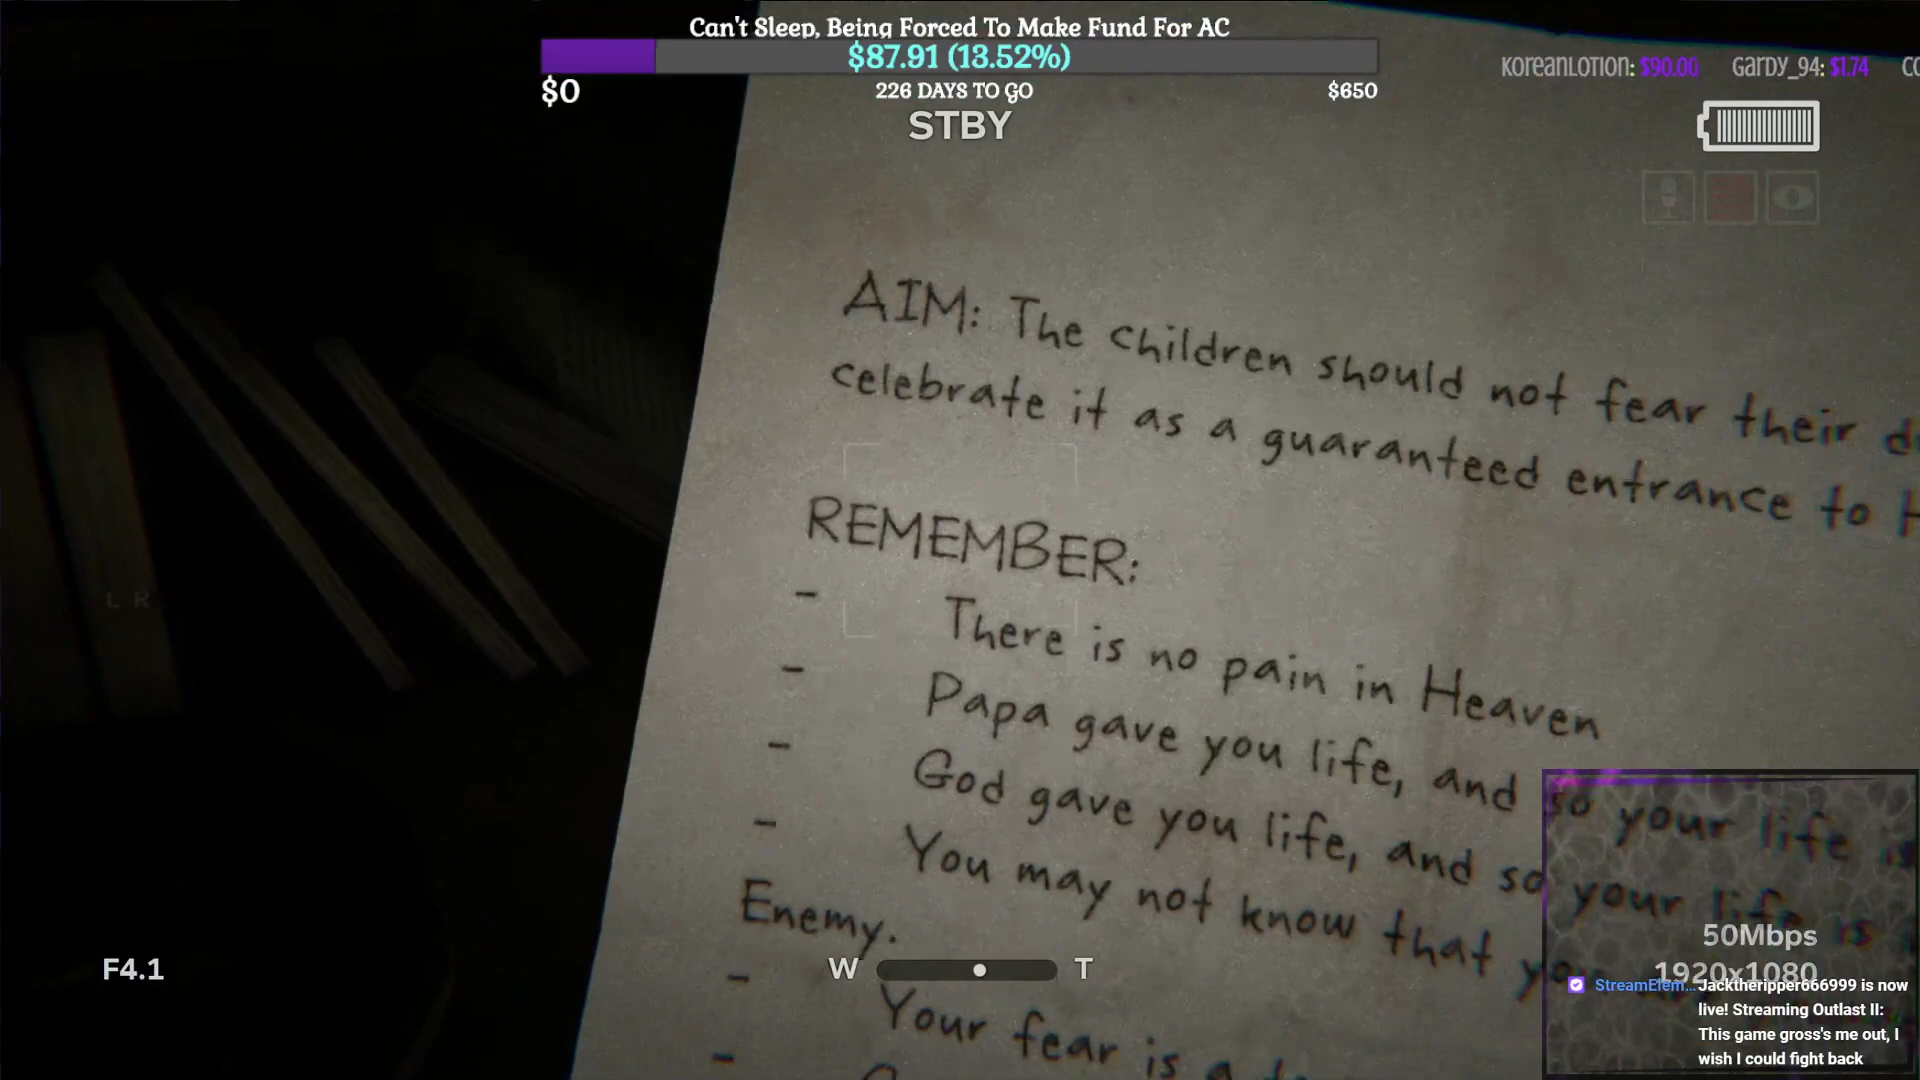 Can't Sleep, Being Forced To Make Fund For AC
$87.91 (13.52%)
$0
226 DAYS TO GO
$650
KOREANLOTION: $90.00 GARDY_94: $1.74
STBY
AIM: The children should not fear their
celebrate it as a guaranteed entrance to
REMEMBER:
- There is no pain in Heaven
- Papa gave you life, and so your life is
- God gave you life, and so your life is
- You may not know that
Enemy.
- Your fear is a
-
L R
F4.1
W T
50Mbps
1920x1080
StreamElem... Jacktheripper666999 is now
live! Streaming Outlast II:
This game gross's me out, I
wish I could fight back